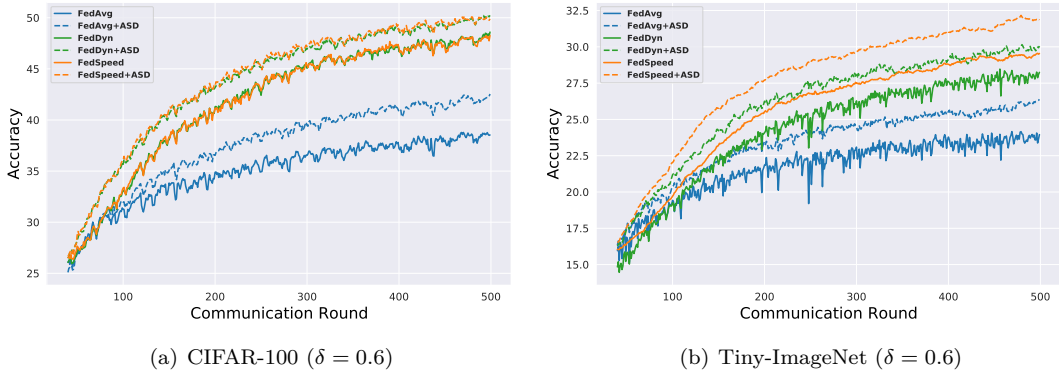 FedAvg
FedAvg+ASD
FedDyn
FedDyn+ASD
FedSpeed
FedSpeed+ASD
50
45
40
35
30
25
Accuracy
100
200
300
400
500
Communication Round
(a) CIFAR-100 (δ = 0.6)
FedAvg
FedAvg+ASD
FedDyn
FedDyn+ASD
FedSpeed
FedSpeed+ASD
32.5
30.0
27.5
25.0
22.5
20.0
17.5
15.0
Accuracy
100
200
300
400
500
Communication Round
(b) Tiny-ImageNet (δ = 0.6)